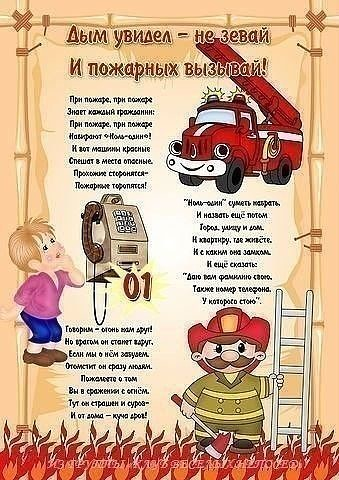 Дым увидел – не зевай
И пожарных вызывай!
При пожаре, при пожаре
Знает каждый гражданин:
При пожаре, при пожаре
Набирают «Ноль-один»!
И вот машины красные
Спешат в места опасные.
Прохожие сторонятся–
Пожарные торопятся!
"Ноль-один" суметь набрать,
И назвать ещё потом
Город, улицу и дом,
И квартиру, где живёте,
И с каким она замком.
И ещё сказать:
"Даю вам фамилию свою,
Также номер телефона,
У которого стою".
01
Говорим – огонь нам друг!
Но врагом он станет вдруг.
Если мы о нём забудем,
Отомстит он сразу людям.
Пожалеете о том
Вы в сражении с огнём.
Тут он страшен и суров–
И от дома – куча дров!
ИЗ ГРУППЫ КЛУБ ВЕСЁЛЫХ НЕПОСЕД